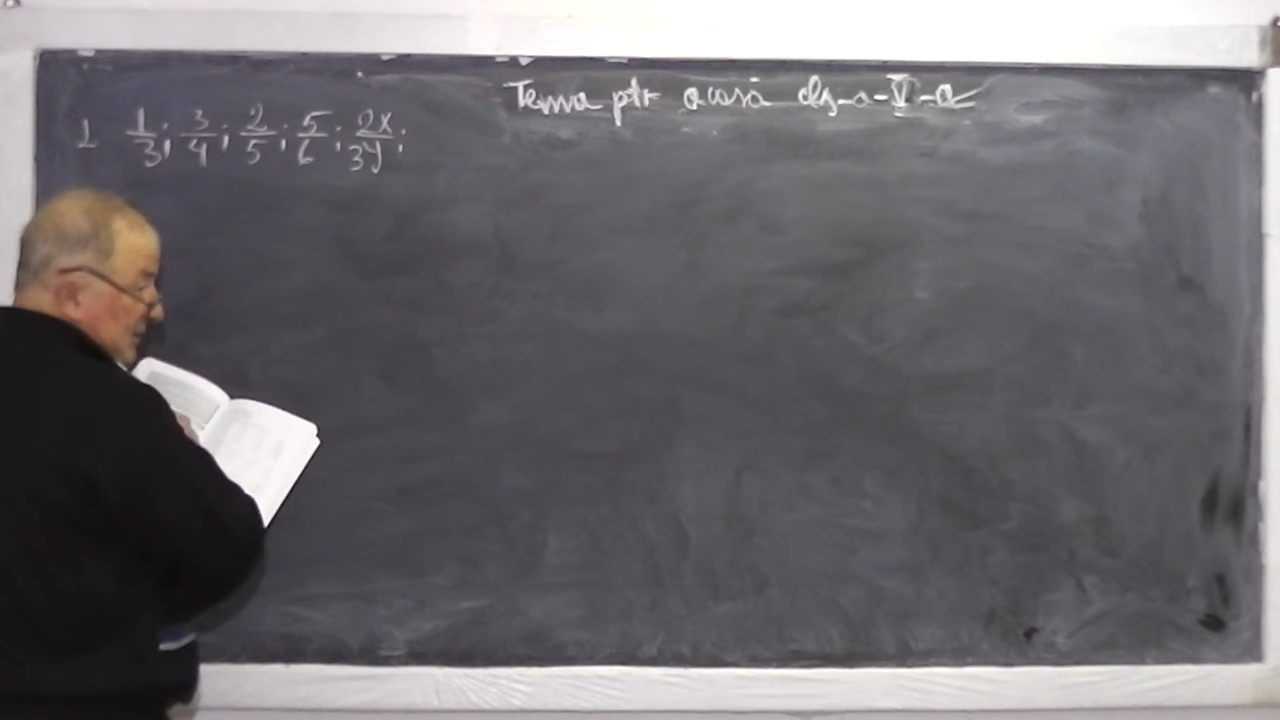 Tema ptr acasă cls-a-V-a
1 1/3; 3/4; 2/5; 5/6; 2x/3y;